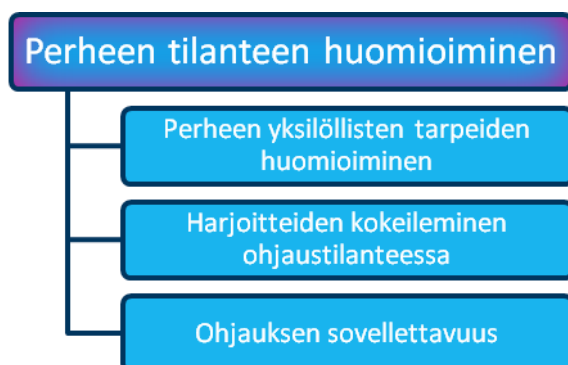 Perheen tilanteen huomioiminen
Perheen yksilöllisten tarpeiden
huomioiminen
Harjoitteiden kokeileminen
ohjaustilanteessa
Ohjauksen sovellettavuus